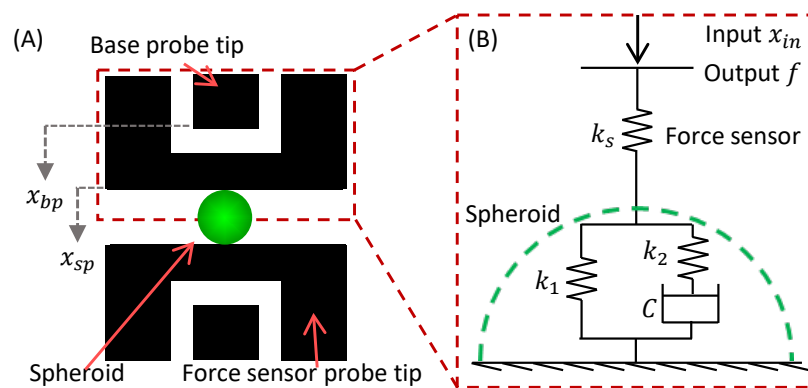 (A)
Base probe tip
x_bp
x_sp
Spheroid
Force sensor probe tip
(B)
Input x_in
Output f
k_s
Force sensor
Spheroid
k_1
k_2
C